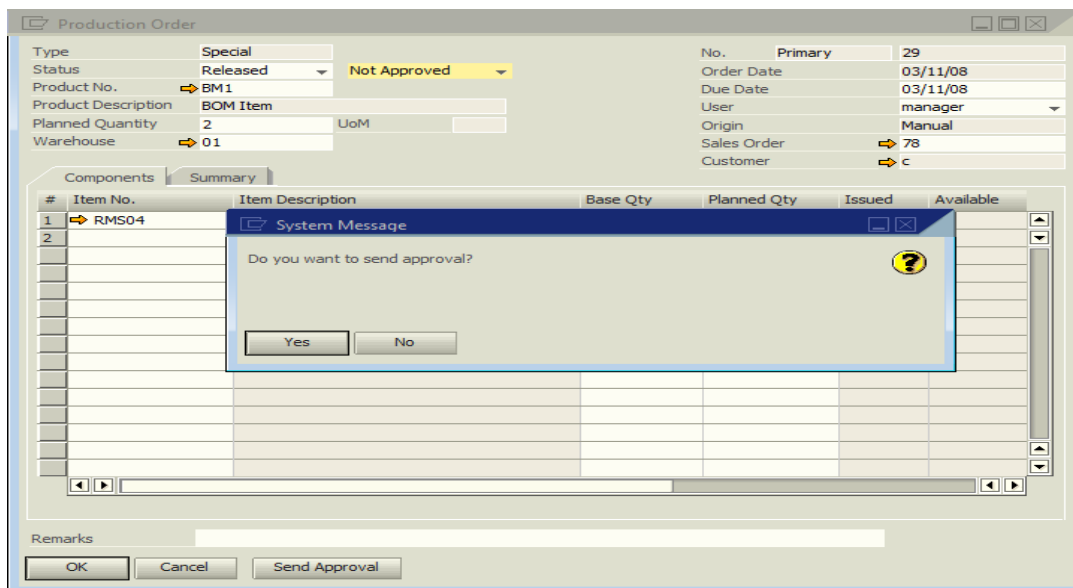 Production Order
Type Special No. Primary 29
Status Released Not Approved Order Date 03/11/08
Product No. BM1 Due Date 03/11/08
Product Description BOM Item User manager
Planned Quantity 2 UoM Origin Manual
Warehouse 01 Sales Order 78
Customer c
Components Summary
# Item No. Item Description Base Qty Planned Qty Issued Available
1 RMS04
2
System Message
Do you want to send approval?
Yes No
Remarks
OK Cancel Send Approval